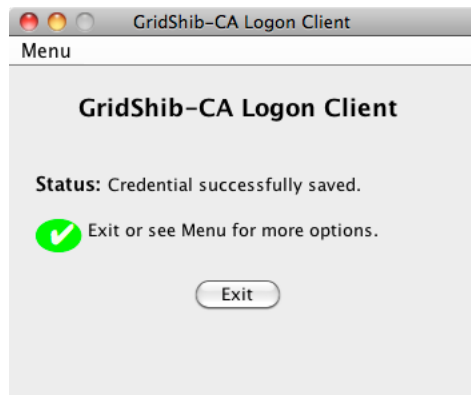 GridShib-CA Logon Client
Menu
GridShib-CA Logon Client
Status: Credential successfully saved.
Exit or see Menu for more options.
Exit